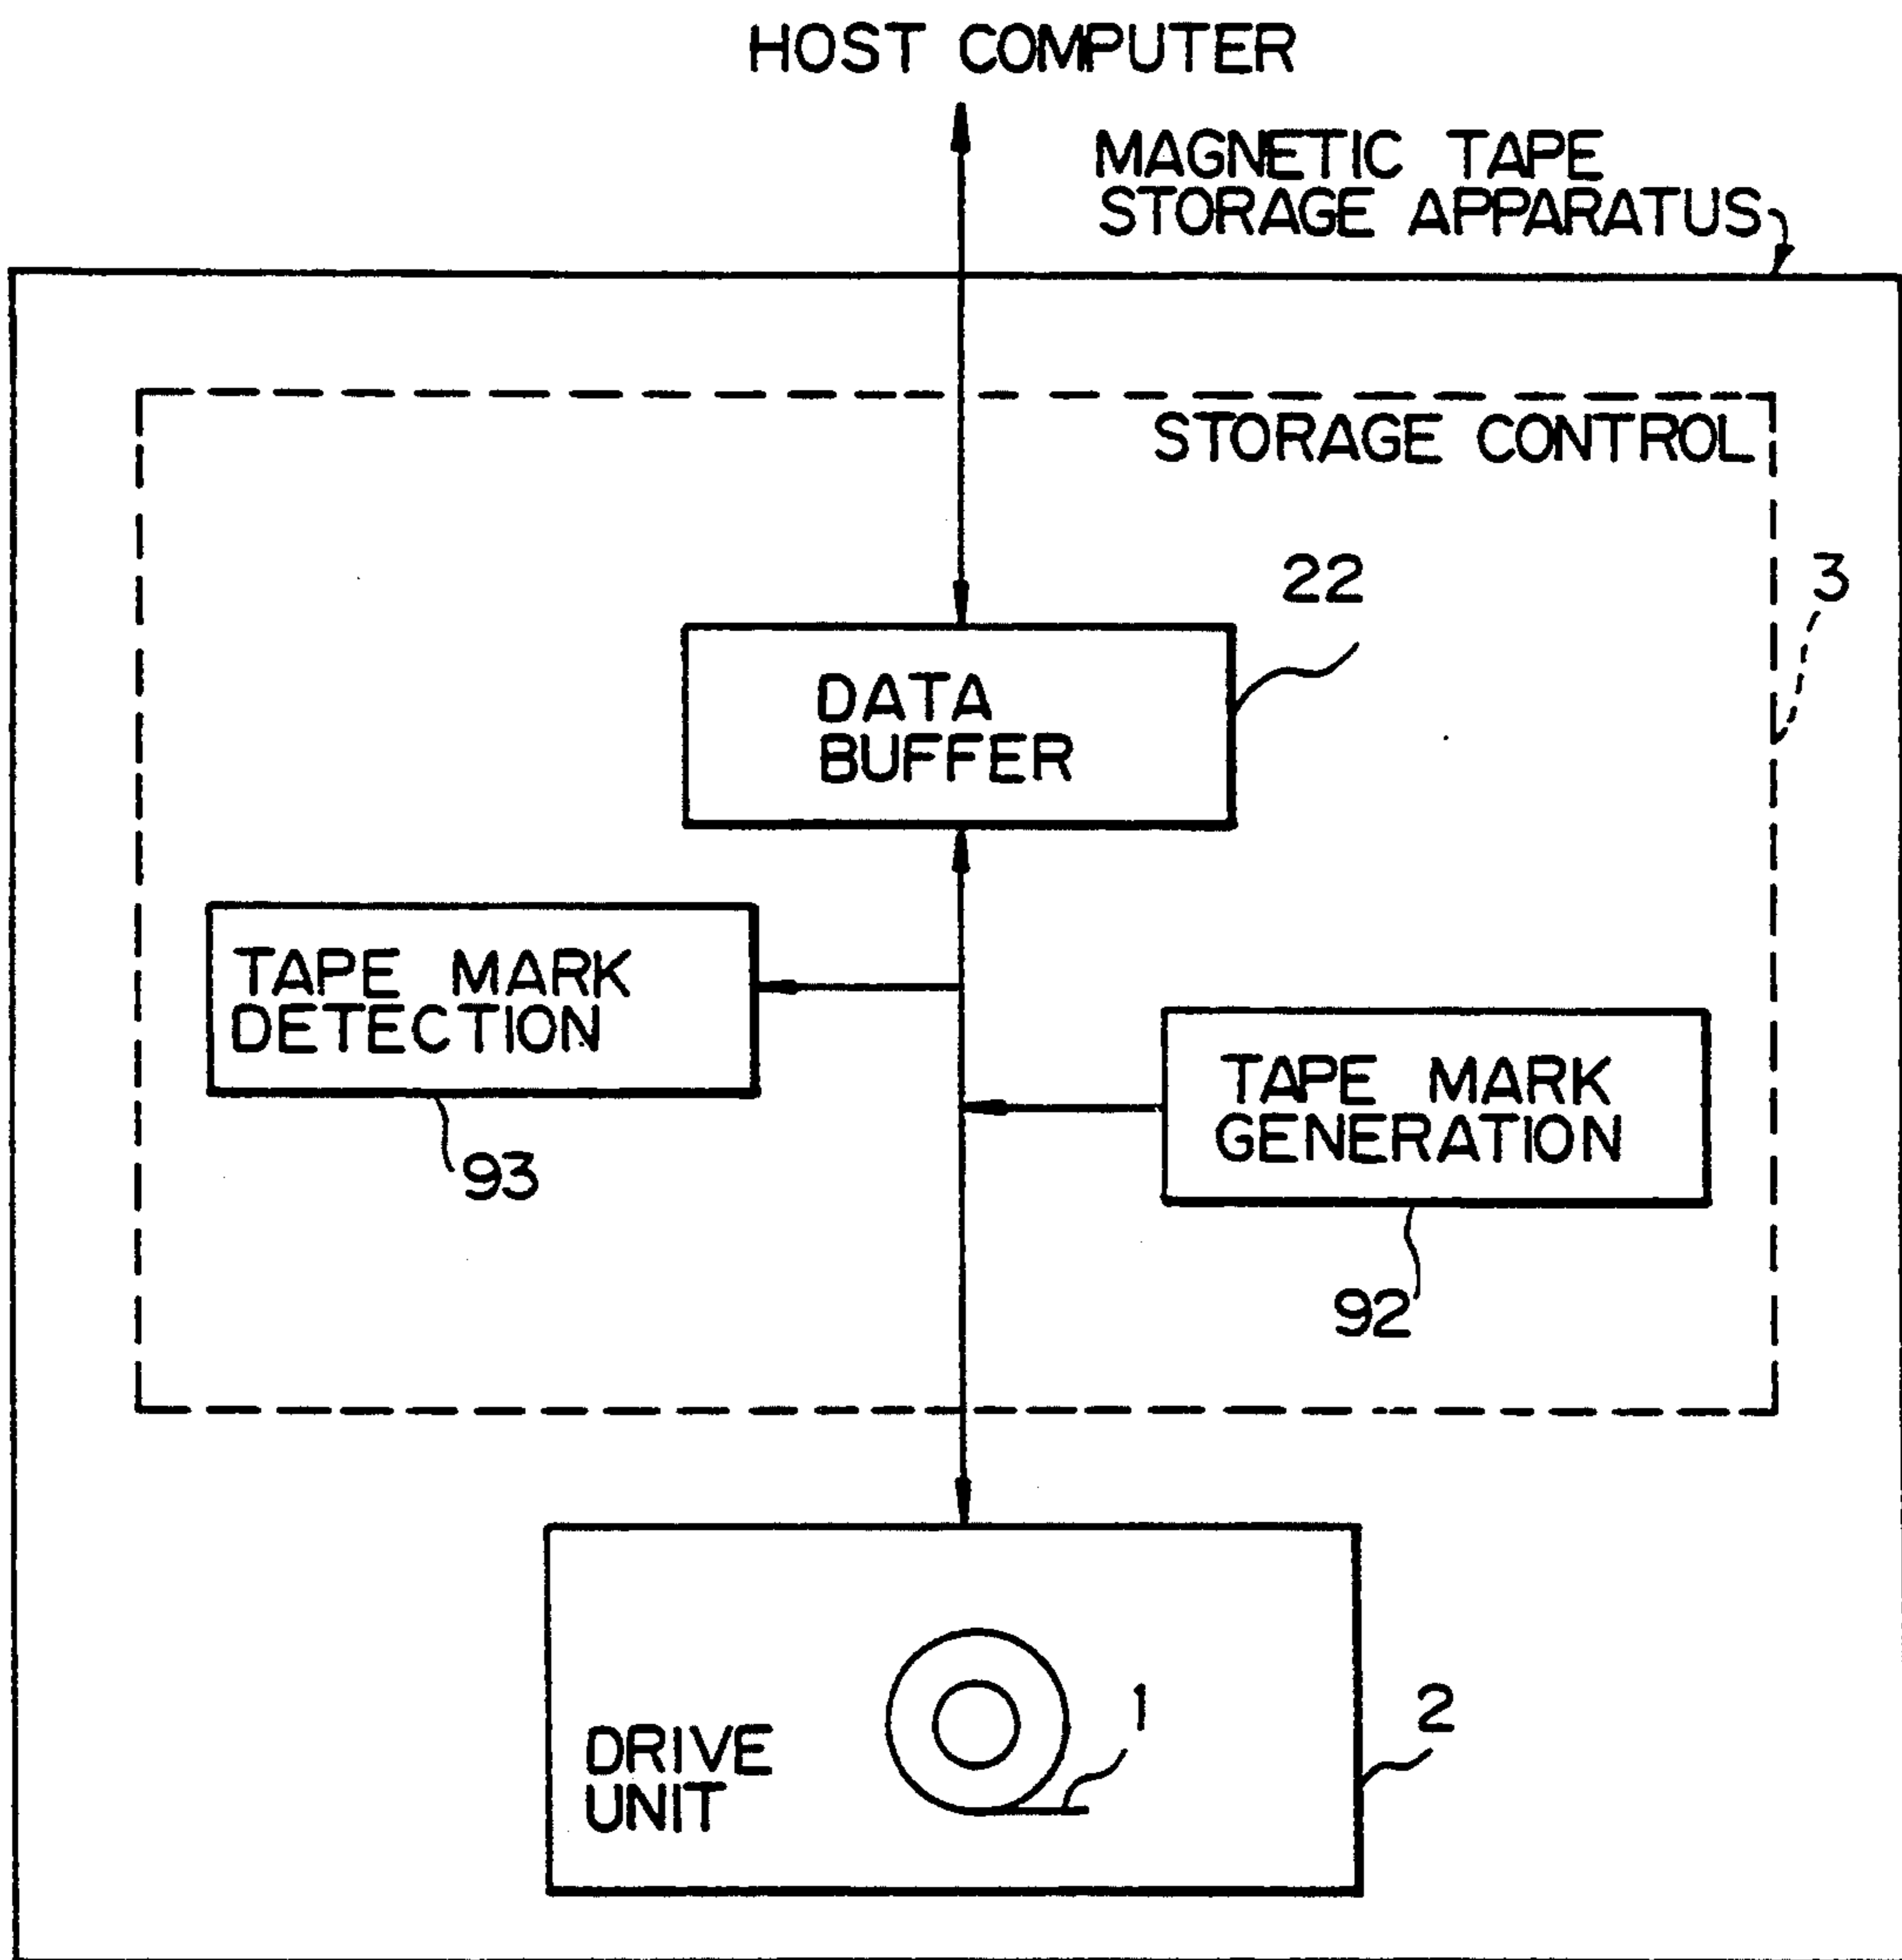 HOST COMPUTER
MAGNETIC TAPE
STORAGE APPARATUS
STORAGE CONTROL
3
22
DATA
BUFFER
TAPE MARK
DETECTION
93
TAPE MARK
GENERATION
92
DRIVE
UNIT
1
2